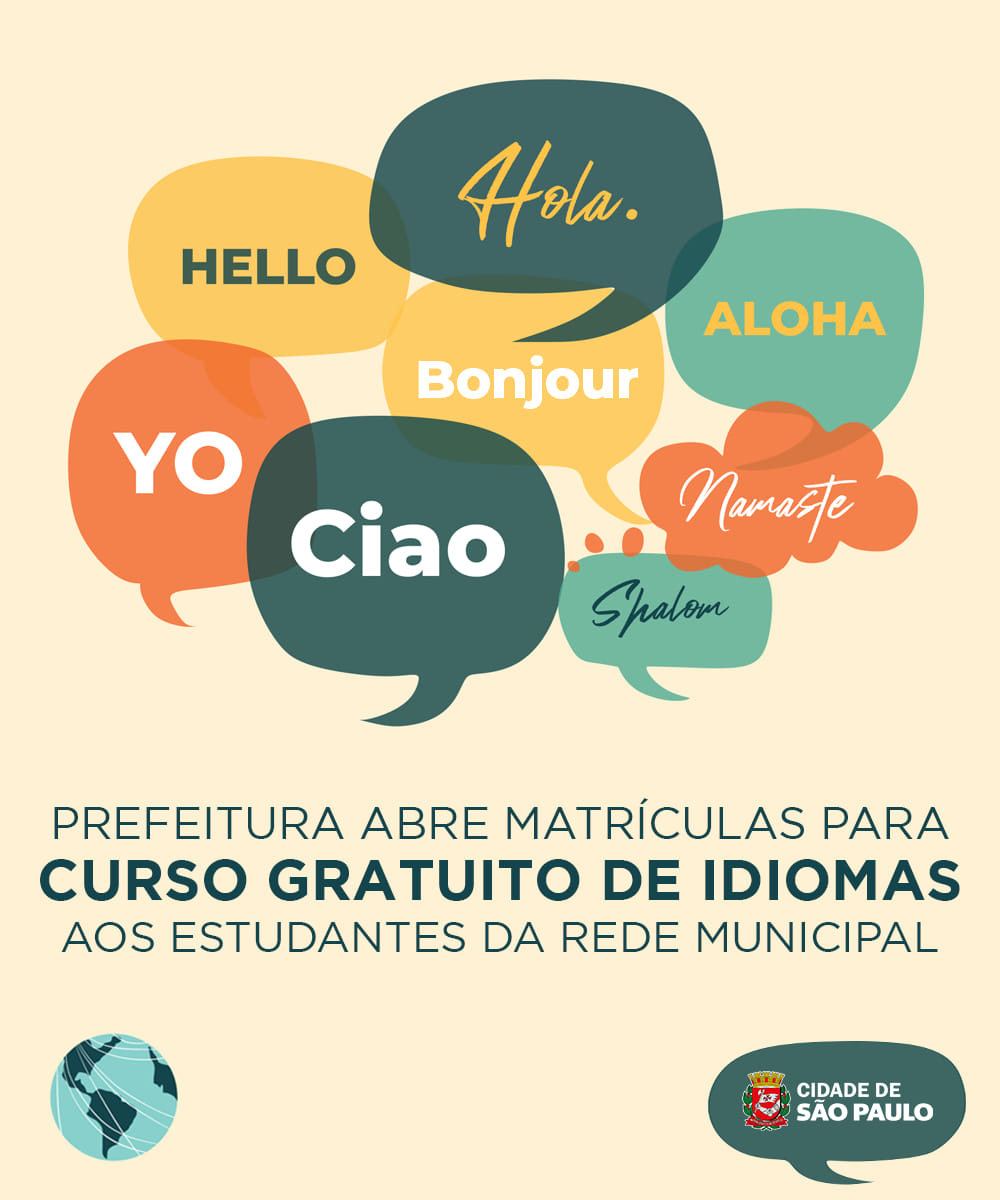 Hola.
HELLO
ALOHA
Bonjour
YO
Namaste
Ciao
Shalom
PREFEITURA ABRE MATRÍCULAS PARA
CURSO GRATUITO DE IDIOMAS
AOS ESTUDANTES DA REDE MUNICIPAL
CIDADE DE
SÃO PAULO